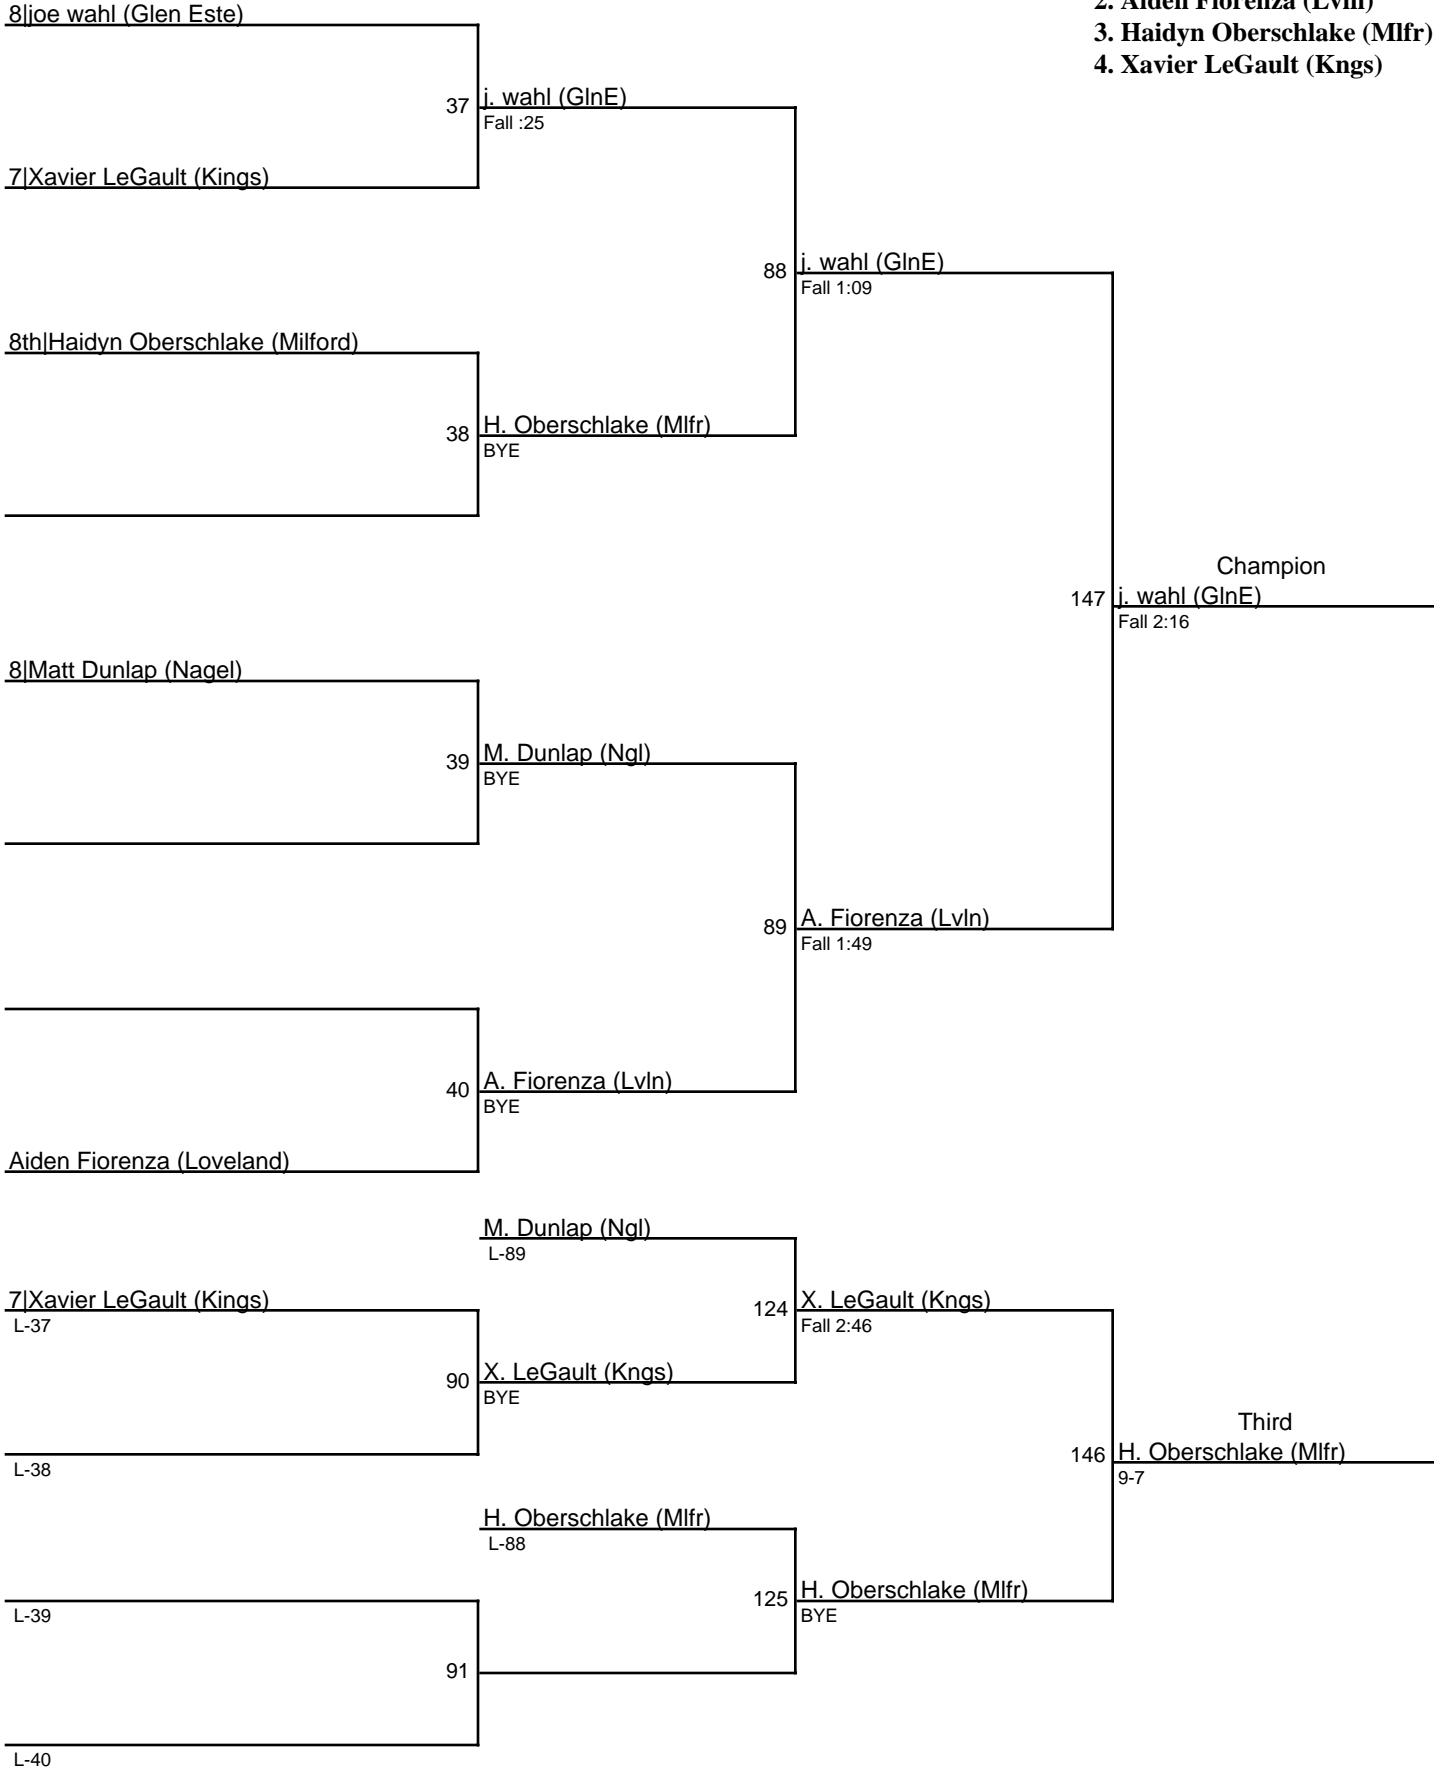 8|joe wahl (Glen Este)
2. Aiden Fiorenza (Lvln)
3. Haidyn Oberschlake (Mlfr)
4. Xavier LeGault (Kngs)
37 j. wahl (GlnE)
Fall :25
7|Xavier LeGault (Kings)
88 j. wahl (GlnE)
Fall 1:09
8th|Haidyn Oberschlake (Milford)
38 H. Oberschlake (Mlfr)
BYE
Champion
147 j. wahl (GlnE)
Fall 2:16
8|Matt Dunlap (Nagel)
39 M. Dunlap (Ngl)
BYE
89 A. Fiorenza (Lvln)
Fall 1:49
40 A. Fiorenza (Lvln)
BYE
Aiden Fiorenza (Loveland)
M. Dunlap (Ngl)
L-89
7|Xavier LeGault (Kings)
L-37
124 X. LeGault (Kngs)
Fall 2:46
90 X. LeGault (Kngs)
BYE
Third
146 H. Oberschlake (Mlfr)
9-7
L-38
H. Oberschlake (Mlfr)
L-88
125 H. Oberschlake (Mlfr)
BYE
L-39
91
L-40